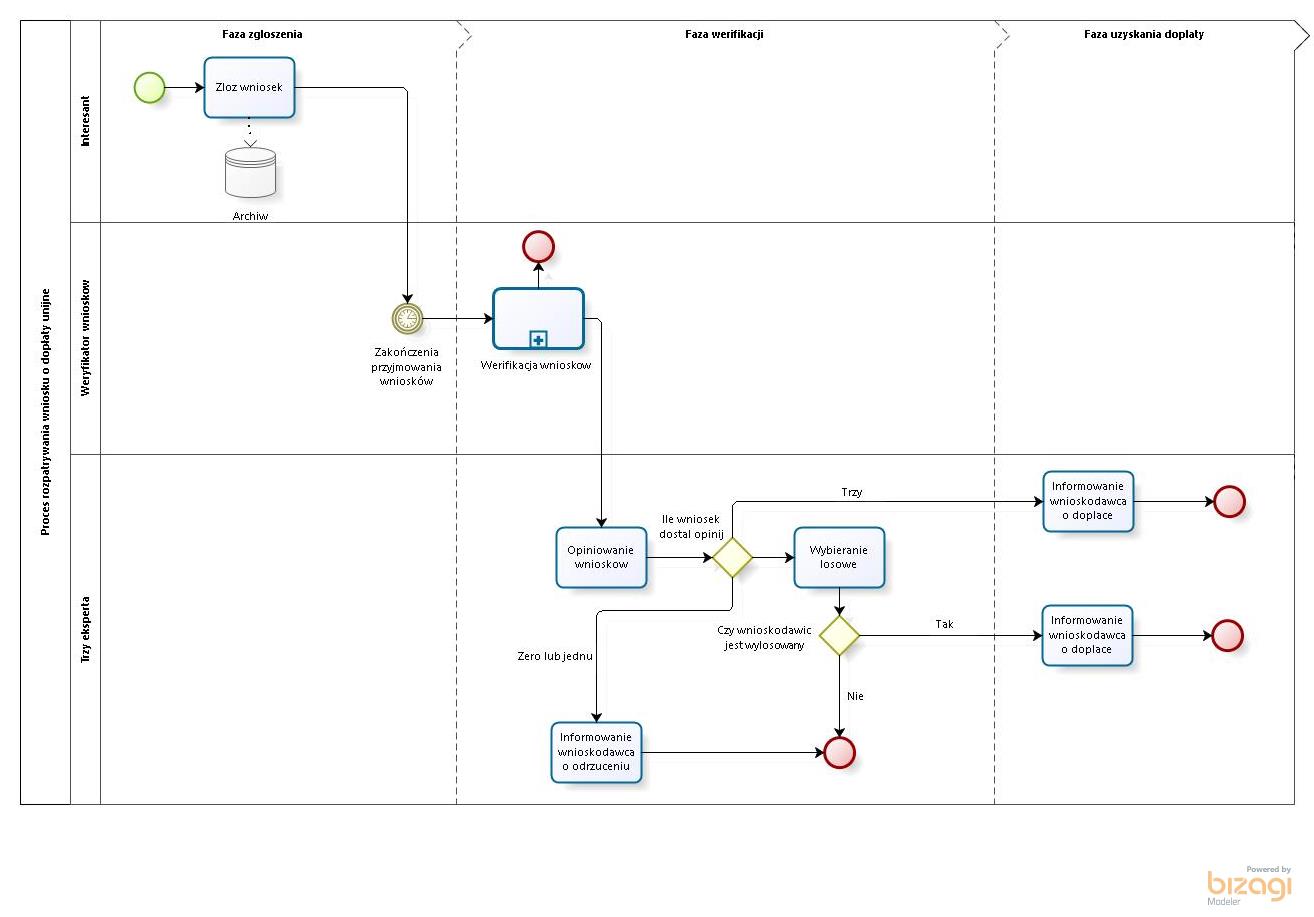 Faza zgloszenia
Faza werifikacji
Faza uzyskania doplaty
Proces rozpatrywania wniosku o doplaty unijne
Interesant
Zloz wniosek
Archiw
Weryfikator wnioskow
Zakończenia
przyjmowania
wniosków
Werifikacja wnioskow
Trzy eksperta
Opiniowanie
wnioskow
Ile wniosek
dostal opinij
Trzy
Informowanie
wnioskodawca
o doplace
Wybieranie
losowe
Czy wnioskodawic
jest wylosowany
Tak
Informowanie
wnioskodawca
o doplace
Zero lub jednu
Nie
Informowanie
wnioskodawca
o odrzuceniu
Powered by
bizagi
Modeler